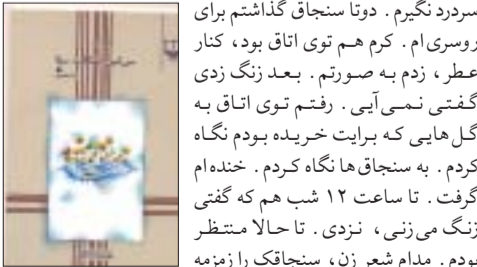 سردرد نگیرم. دوتا سنجاق گذاشتم برای
روسری‌ام. کرم هم توی اتاق بود، کنار
عطر، زدم به صورتم. بعد زنگ زدی
گفتی نمی‌آیی. رفتم توی اتاق به
گل‌هایی که برایت خریده بودم نگاه
کردم. به سنجاق‌ها نگاه کردم. خنده‌ام
گرفت. تا ساعت ۱۲ شب هم که گفتی
زنگ می‌زنی، نزدی. تا حالا منتظر
بودم. مدام شعر زن، سنجاقک را زمزمه